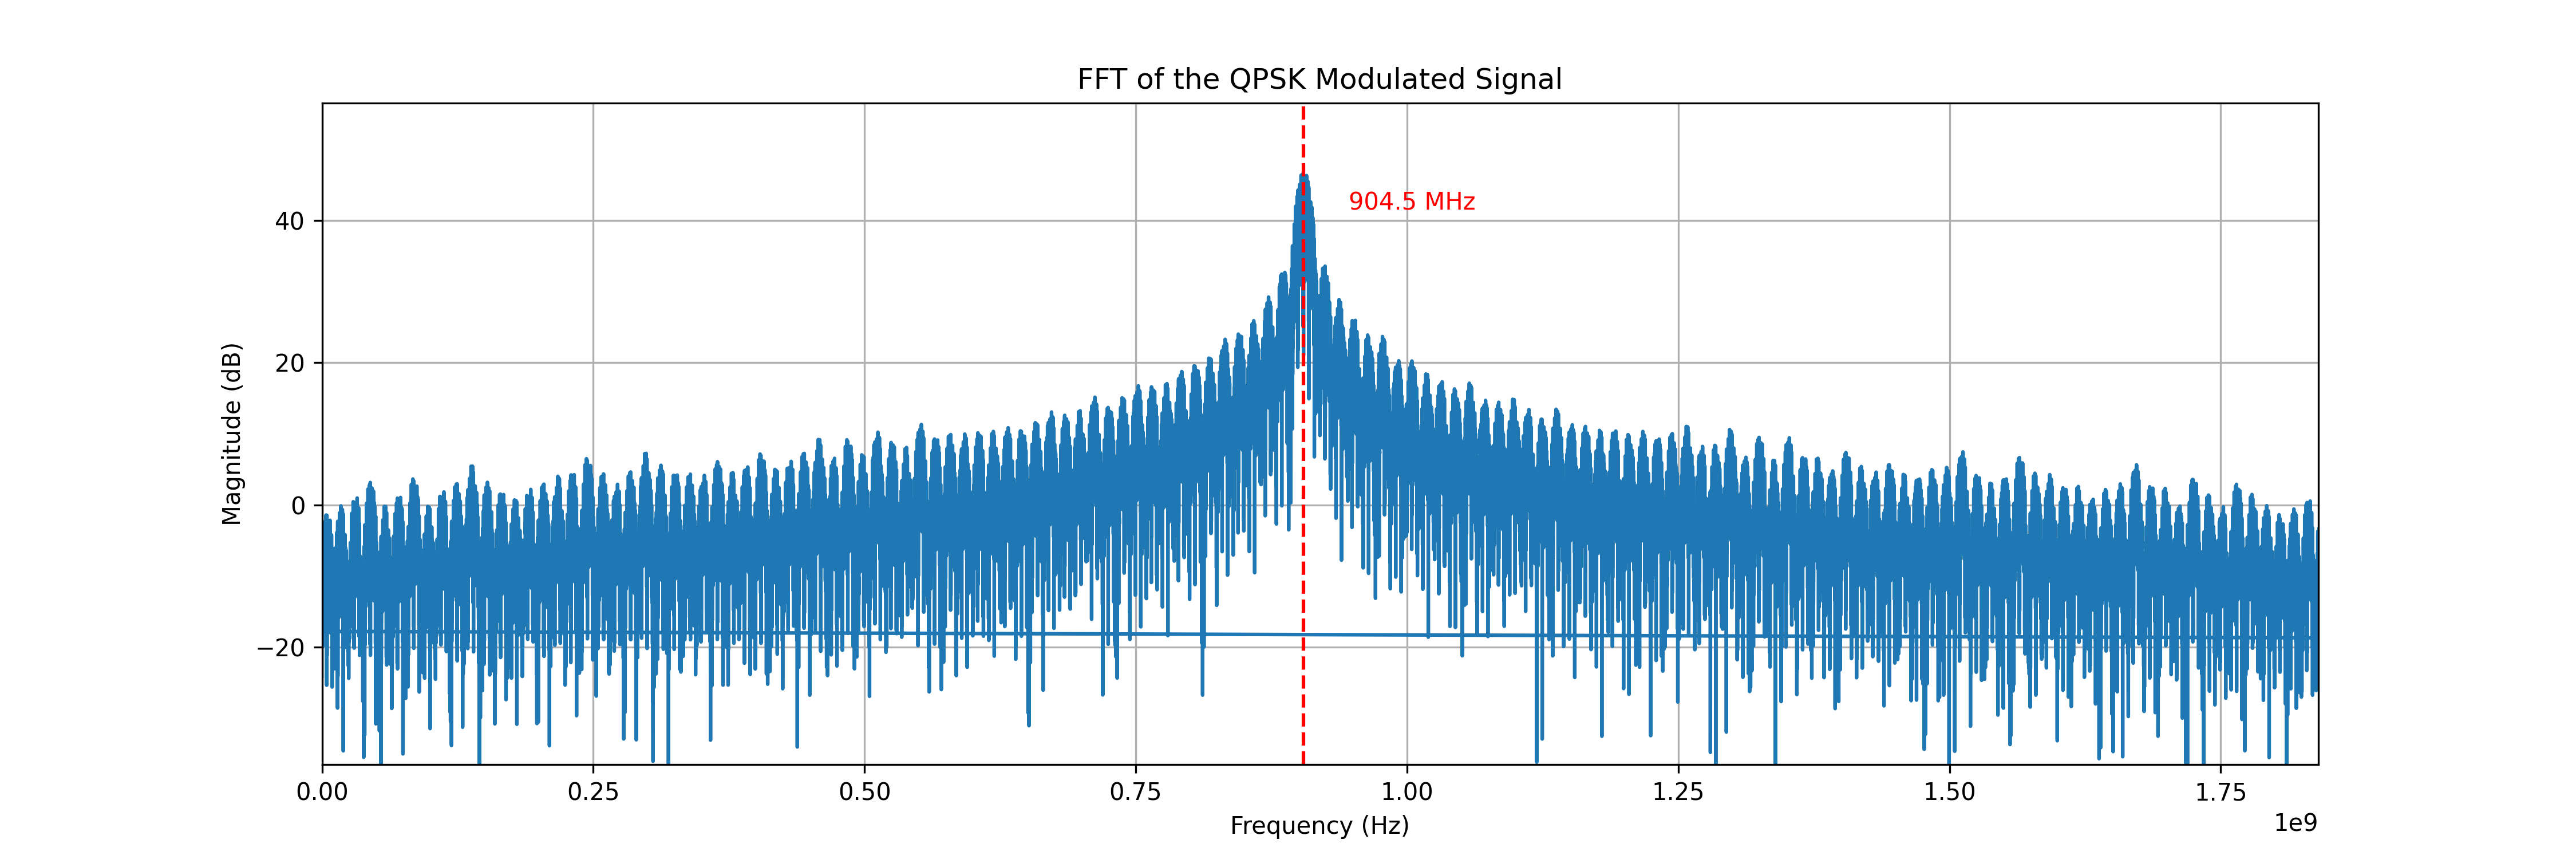 FFT of the QPSK Modulated Signal
904.5 MHz
Magnitude (dB)
40
20
0
−20
0.00 0.25 0.50 0.75 1.00 1.25 1.50 1.75
Frequency (Hz)
1e9